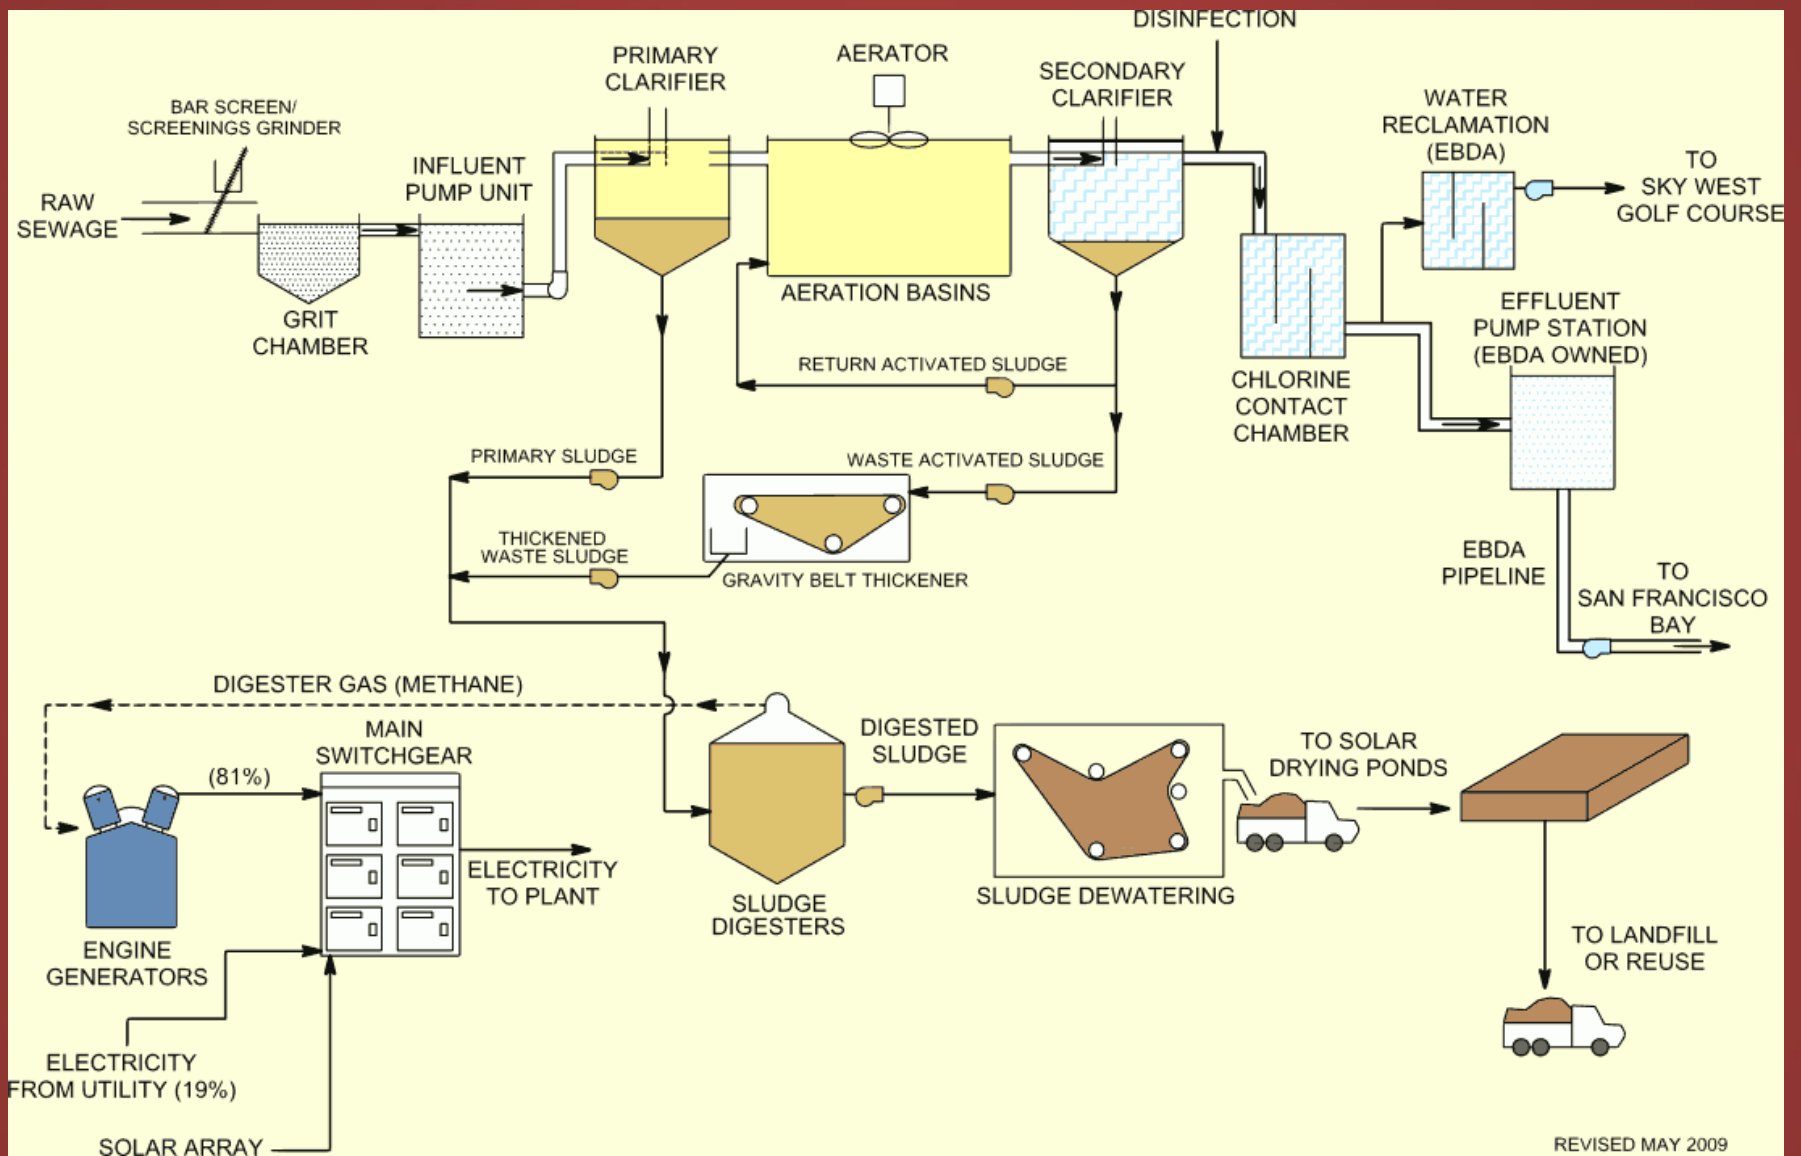 DISINFECTION
PRIMARY
CLARIFIER
AERATOR
SECONDARY
CLARIFIER
WATER
RECLAMATION
(EBDA)
BAR SCREEN/
SCREENINGS GRINDER
INFLUENT
PUMP UNIT
RAW
SEWAGE
TO
SKY WEST
GOLF COURSE
GRIT
CHAMBER
AERATION BASINS
EFFLUENT
PUMP STATION
(EBDA OWNED)
RETURN ACTIVATED SLUDGE
CHLORINE
CONTACT
CHAMBER
PRIMARY SLUDGE
WASTE ACTIVATED SLUDGE
THICKENED
WASTE SLUDGE
GRAVITY BELT THICKENER
EBDA
PIPELINE
TO
SAN FRANCISCO
BAY
DIGESTER GAS (METHANE)
MAIN
SWITCHGEAR
(81%)
DIGESTED
SLUDGE
TO SOLAR
DRYING PONDS
ELECTRICITY
TO PLANT
SLUDGE
DIGESTERS
SLUDGE DEWATERING
ENGINE
GENERATORS
TO LANDFILL
OR REUSE
ELECTRICITY
FROM UTILITY (19%)
SOLAR ARRAY
REVISED MAY 2009